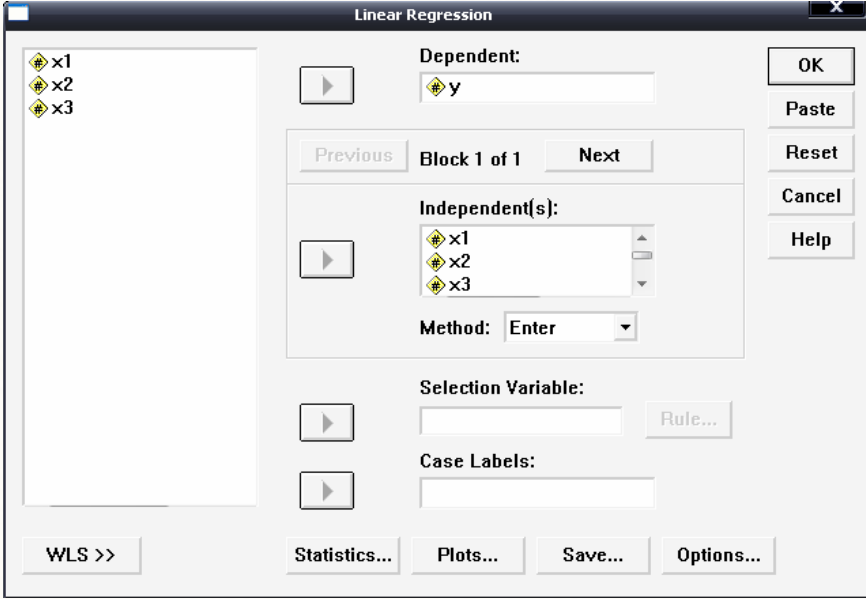 Linear Regression
X
x1
x2
x3
Dependent:
y
Previous
Block 1 of 1
Next
Independent(s):
x1
x2
x3
Method:
Enter
Selection Variable:
Rule...
Case Labels:
WLS >>
Statistics...
Plots...
Save...
Options...
OK
Paste
Reset
Cancel
Help